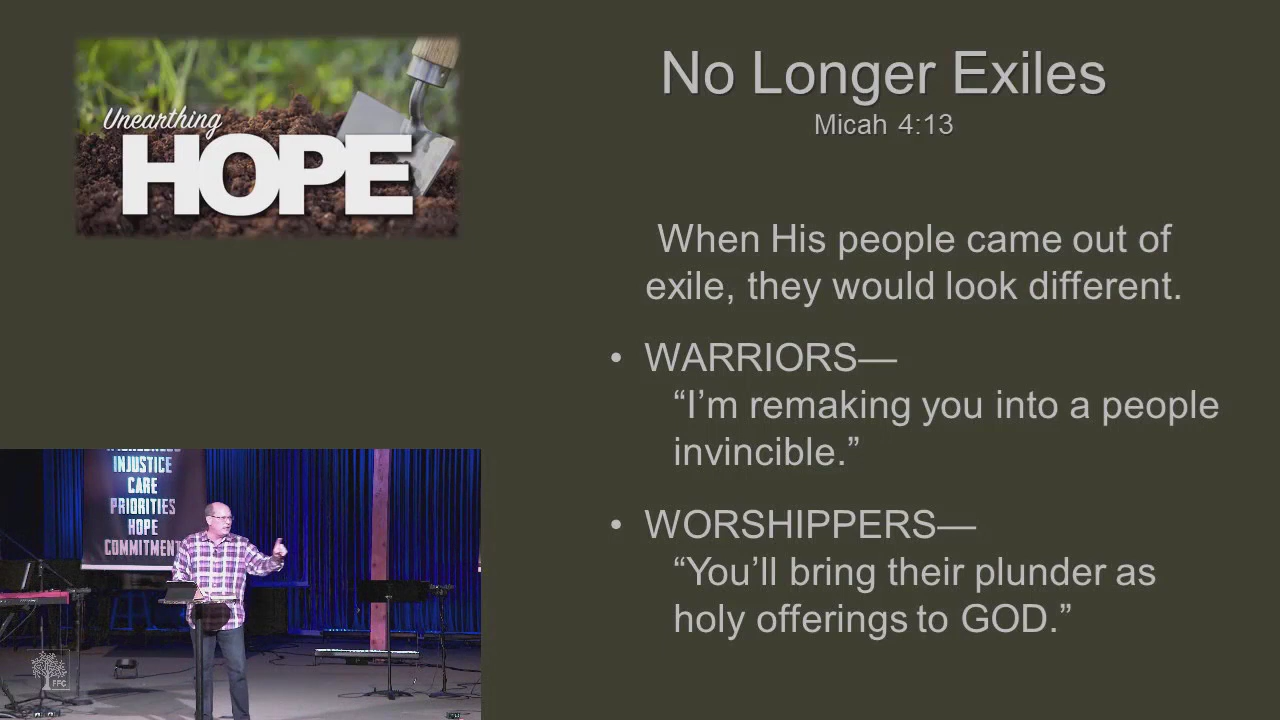 Unearthing
HOPE
No Longer Exiles
Micah 4:13
When His people came out of
exile, they would look different.
• WARRIORS—
“I’m remaking you into a people
invincible.”
• WORSHIPPERS—
“You’ll bring their plunder as
holy offerings to GOD.”
INJUSTICE
CARE
PRIORITIES
HOPE
COMMITMENT
FFC